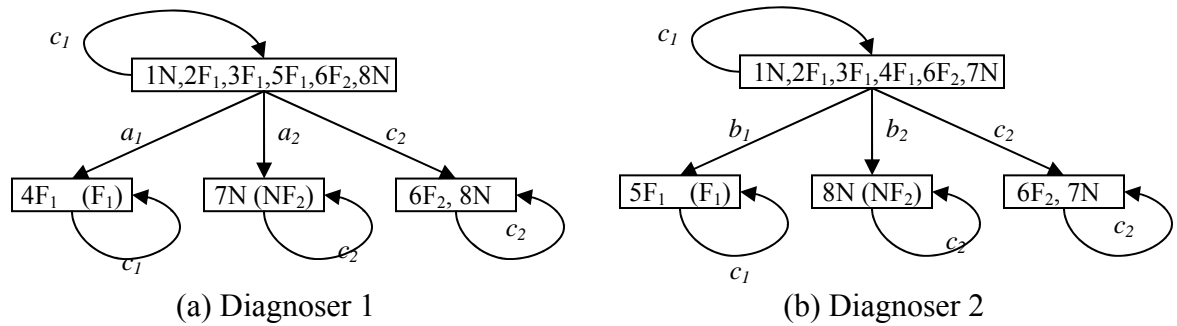 c₁ c₁
1N,2F₁,3F₁,5F₁,6F₂,8N 1N,2F₁,3F₁,4F₁,6F₂,7N
a₁ a₂ c₂ b₁ b₂ c₂
4F₁ (F₁) 7N (NF₂) 6F₂, 8N 5F₁ (F₁) 8N (NF₂) 6F₂, 7N
c₁ c₂ c₂ c₁ c₂ c₂
(a) Diagnoser 1 (b) Diagnoser 2